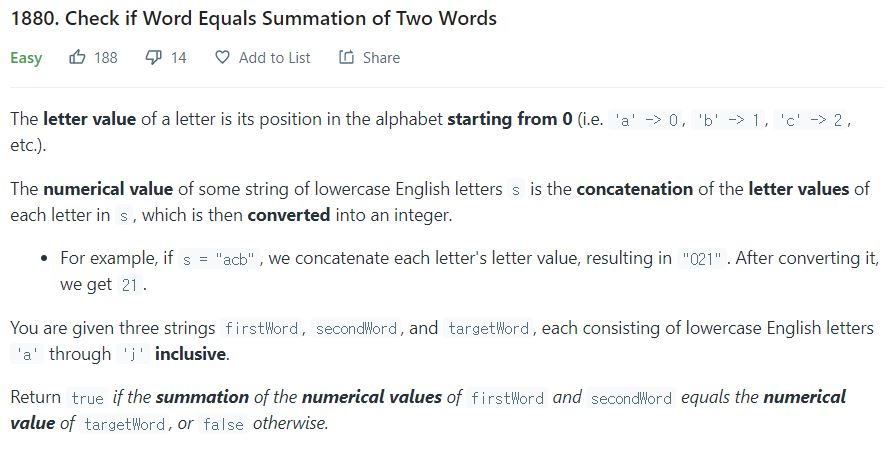 1880. Check if Word Equals Summation of Two Words
Easy 188 14 Add to List Share
The letter value of a letter is its position in the alphabet starting from 0 (i.e. 'a' -> 0, 'b' -> 1, 'c' -> 2,
etc.).
The numerical value of some string of lowercase English letters s is the concatenation of the letter values of
each letter in s, which is then converted into an integer.
• For example, if s = "acb", we concatenate each letter's letter value, resulting in "021". After converting it,
we get 21.
You are given three strings firstWord, secondWord, and targetWord, each consisting of lowercase English letters
'a' through 'j' inclusive.
Return true if the summation of the numerical values of firstWord and secondWord equals the numerical
value of targetWord, or false otherwise.